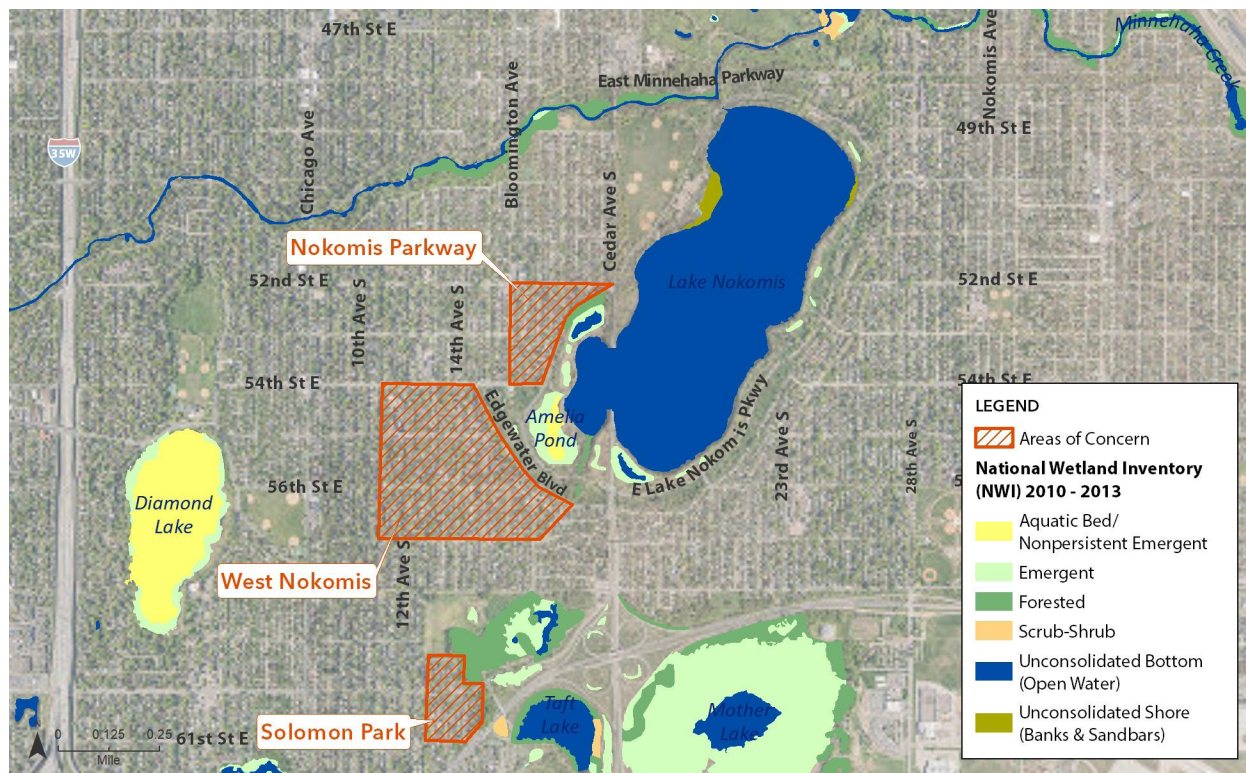 47th St E
Minnehaha Creek
Nokomis Ave
East Minnehaha Parkway
Bloomington Ave
Chicago Ave
49th St E
35W
Cedar Ave S
Nokomis Parkway
52nd St E
Lake Nokomis
52nd St E
10th Ave S
14th Ave S
54th St E
54th St E
Edgewater Blvd
Amelia
Pond
E Lake Nokomis Pkwy
23rd Ave S
28th Ave S
56th St E
Diamond
Lake
West Nokomis
12th Ave S
Solomon Park
Taft
Lake
Mother
Lake
61st St E
0 0.125 0.25
Mile
LEGEND
Areas of Concern
National Wetland Inventory
(NWI) 2010 - 2013
Aquatic Bed/
Nonpersistent Emergent
Emergent
Forested
Scrub-Shrub
Unconsolidated Bottom
(Open Water)
Unconsolidated Shore
(Banks & Sandbars)